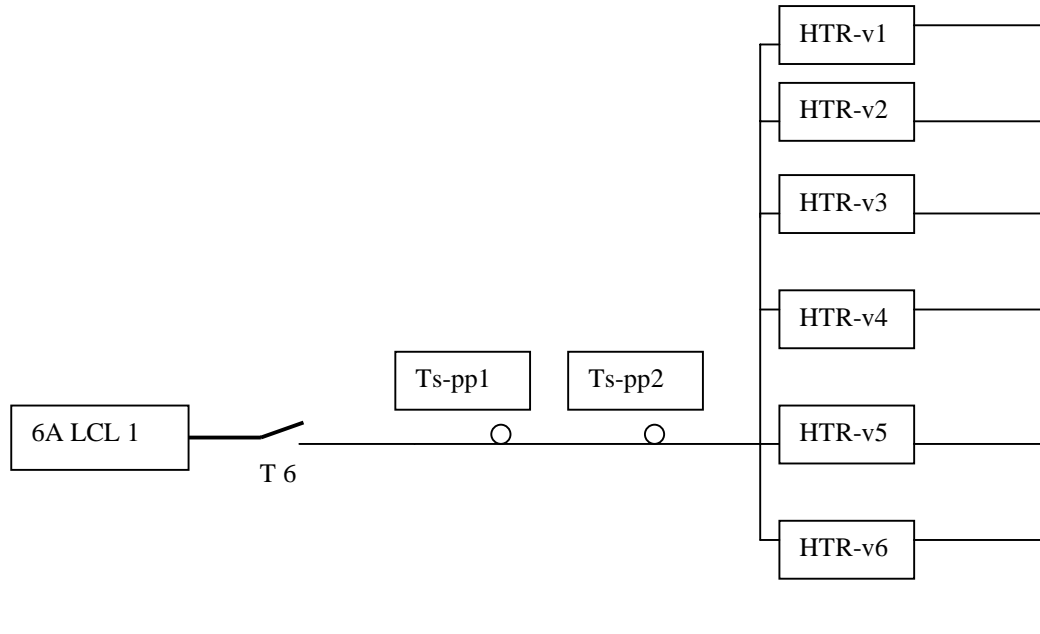 HTR-v1
HTR-v2
HTR-v3
HTR-v4
Ts-pp1
Ts-pp2
6A LCL 1
HTR-v5
T 6
HTR-v6